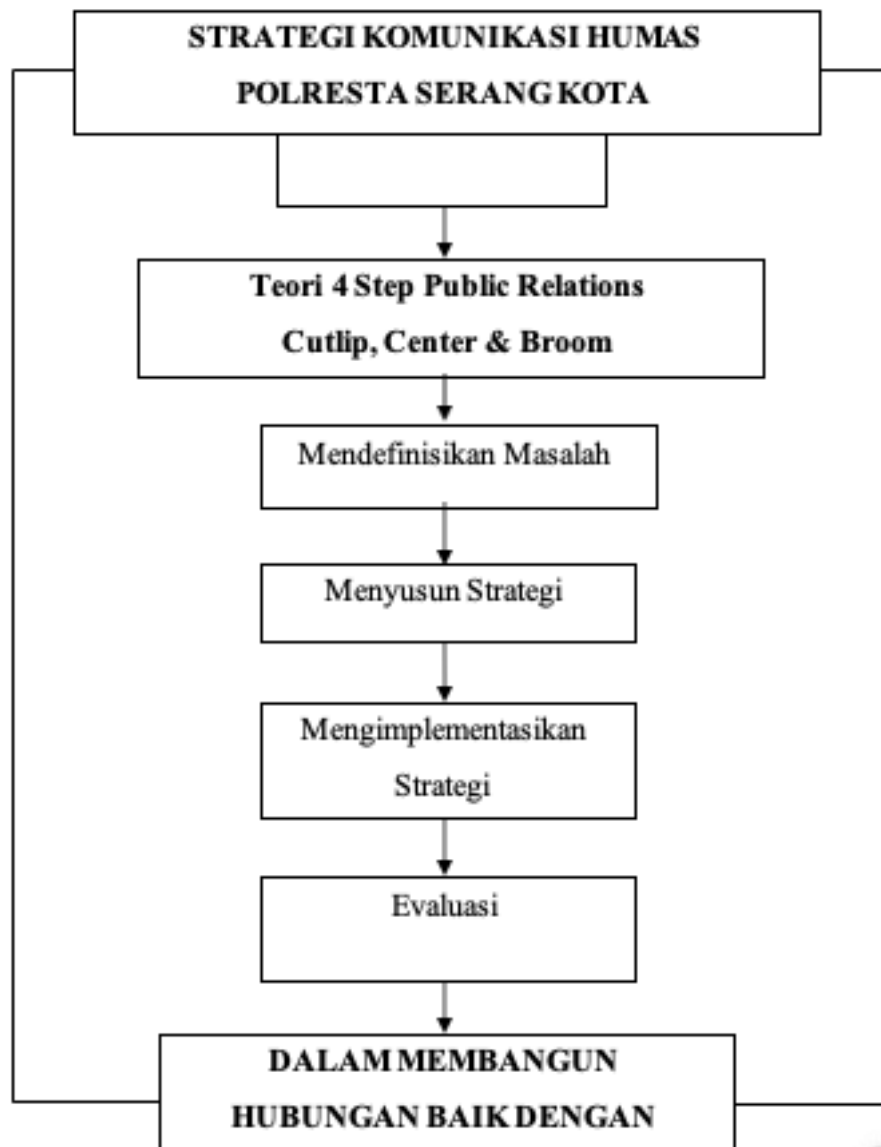 STRATEGI KOMUNIKASI HUMAS
POLRESTA SERANG KOTA
Teori 4 Step Public Relations
Cutlip, Center & Broom
Mendefinisikan Masalah
Menyusun Strategi
Mengimplementasikan
Strategi
Evaluasi
DALAM MEMBANGUN
HUBUNGAN BAIK DENGAN